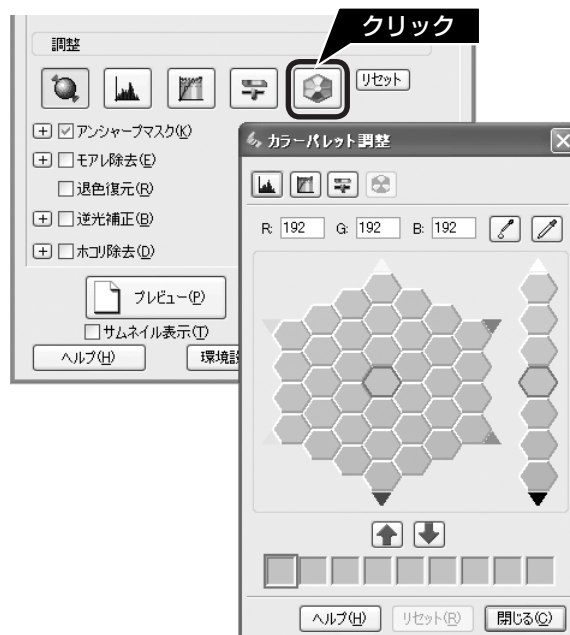 クリック
調整
リセット
アンシャープマスク(K)
モアレ除去(E)
退色復元(R)
逆光補正(B)
ホコリ除去(D)
プレビュー(P)
サムネイル表示(T)
ヘルプ(H)
環境設
カラーパレット調整
R: 192 G: 192 B: 192
ヘルプ(H) リセット(R) 閉じる(C)